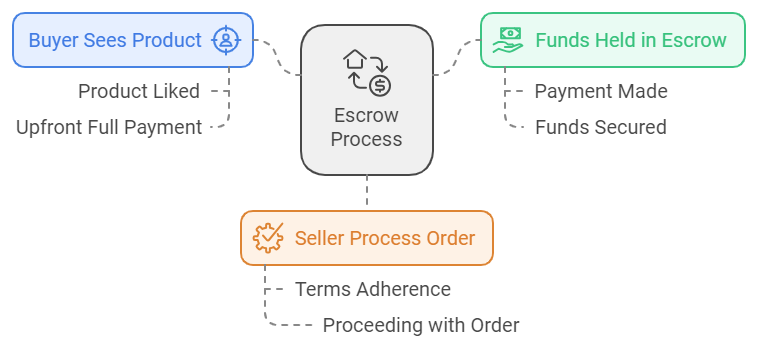 Buyer Sees Product
Product Liked
Upfront Full Payment
Escrow
Process
Funds Held in Escrow
Payment Made
Funds Secured
Seller Process Order
Terms Adherence
Proceeding with Order